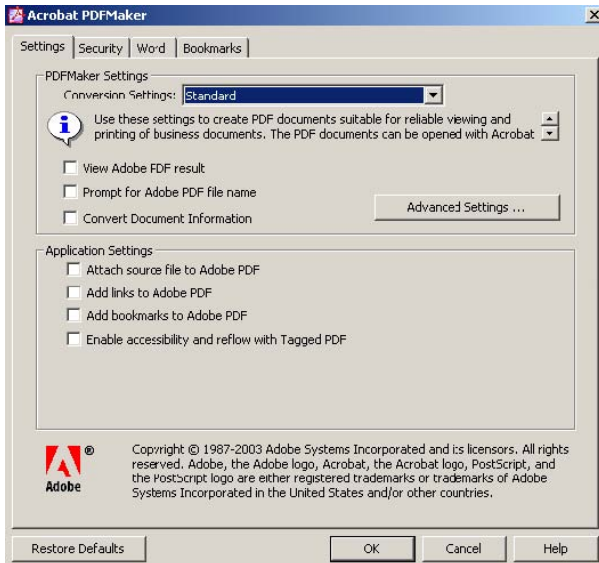 Acrobat PDFMaker
Settings Security Word Bookmarks
PDFMaker Settings
Conversion Settings: Standard
Use these settings to create PDF documents suitable for reliable viewing and
printing of business documents. The PDF documents can be opened with Acrobat
View Adobe PDF result
Prompt for Adobe PDF file name
Advanced Settings ...
Convert Document Information
Application Settings
Attach source file to Adobe PDF
Add links to Adobe PDF
Add bookmarks to Adobe PDF
Enable accessibility and reflow with Tagged PDF
Copyright © 1987-2003 Adobe Systems Incorporated and its licensors. All rights
reserved. Adobe, the Adobe logo, Acrobat, the Acrobat logo, PostScript, and
the PostScript logo are either registered trademarks or trademarks of Adobe
Systems Incorporated in the United States and/or other countries.
® Adobe
Restore Defaults OK Cancel Help